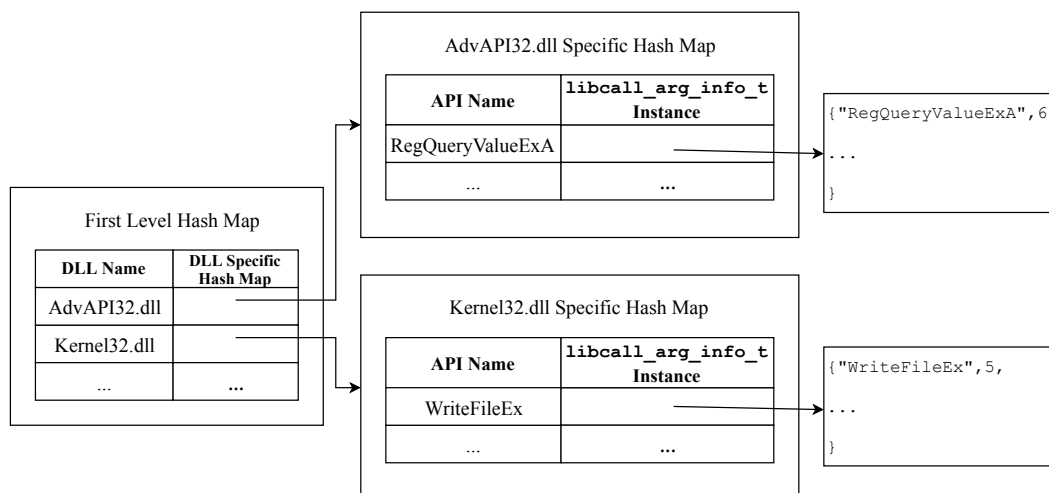 First Level Hash Map
DLL Name
DLL Specific
Hash Map
AdvAPI32.dll
Kernel32.dll
...
...
AdvAPI32.dll Specific Hash Map
API Name
libcall_arg_info_t
Instance
RegQueryValueExA
...
...
{"RegQueryValueExA",6
...
}
Kernel32.dll Specific Hash Map
API Name
libcall_arg_info_t
Instance
WriteFileEx
...
...
{"WriteFileEx",5,
...
}